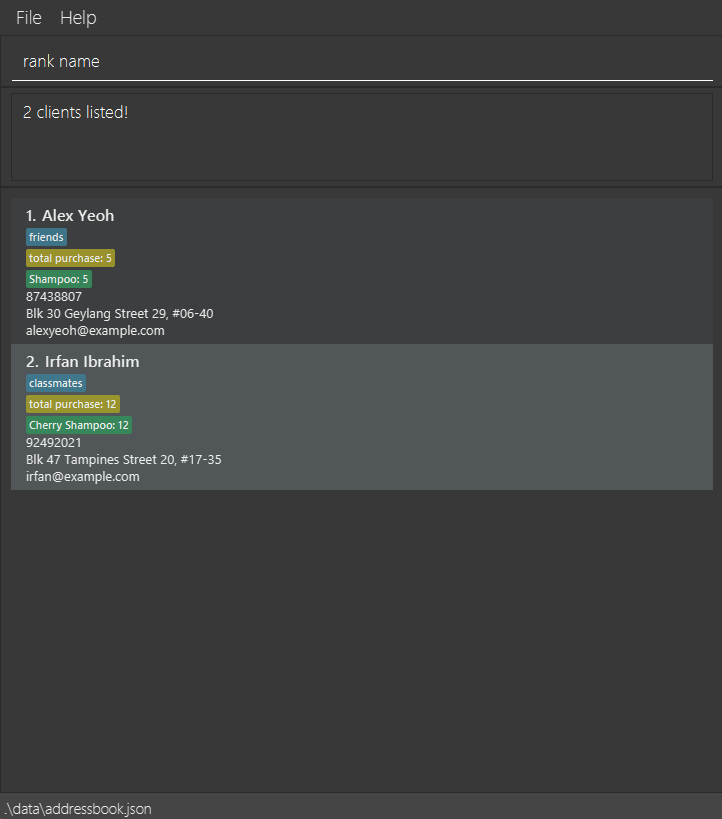 File Help
rank name
2 clients listed!
1. Alex Yeoh
friends
total purchase: 5
Shampoo: 5
87438807
Blk 30 Geylang Street 29, #06-40
alexyeoh@example.com
2. Irfan Ibrahim
classmates
total purchase: 12
Cherry Shampoo: 12
92492021
Blk 47 Tampines Street 20, #17-35
irfan@example.com
.\data\addressbook.json